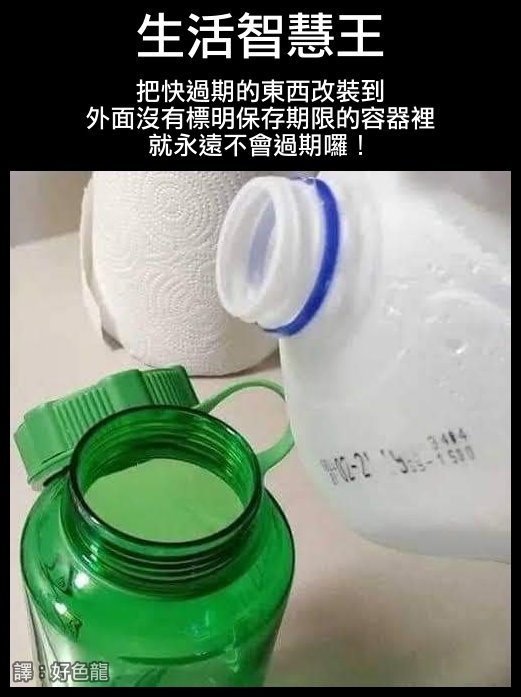 生活智慧王
把快過期的東西改裝到
外面沒有標明保存期限的容器裡
就永遠不會過期囉！
3484
譯：好色龍